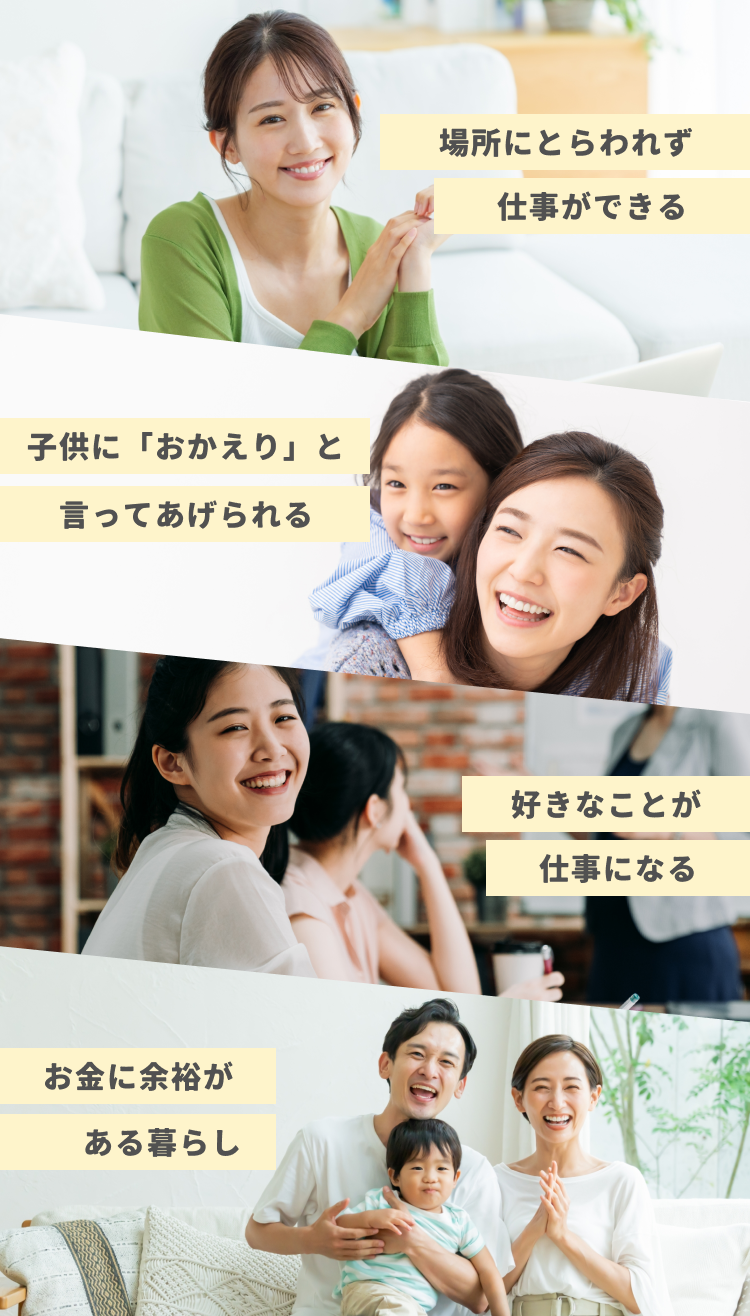 場所にとらわれず
仕事ができる
子供に「おかえり」と
言ってあげられる
好きなことが
仕事になる
お金に余裕が
ある暮らし